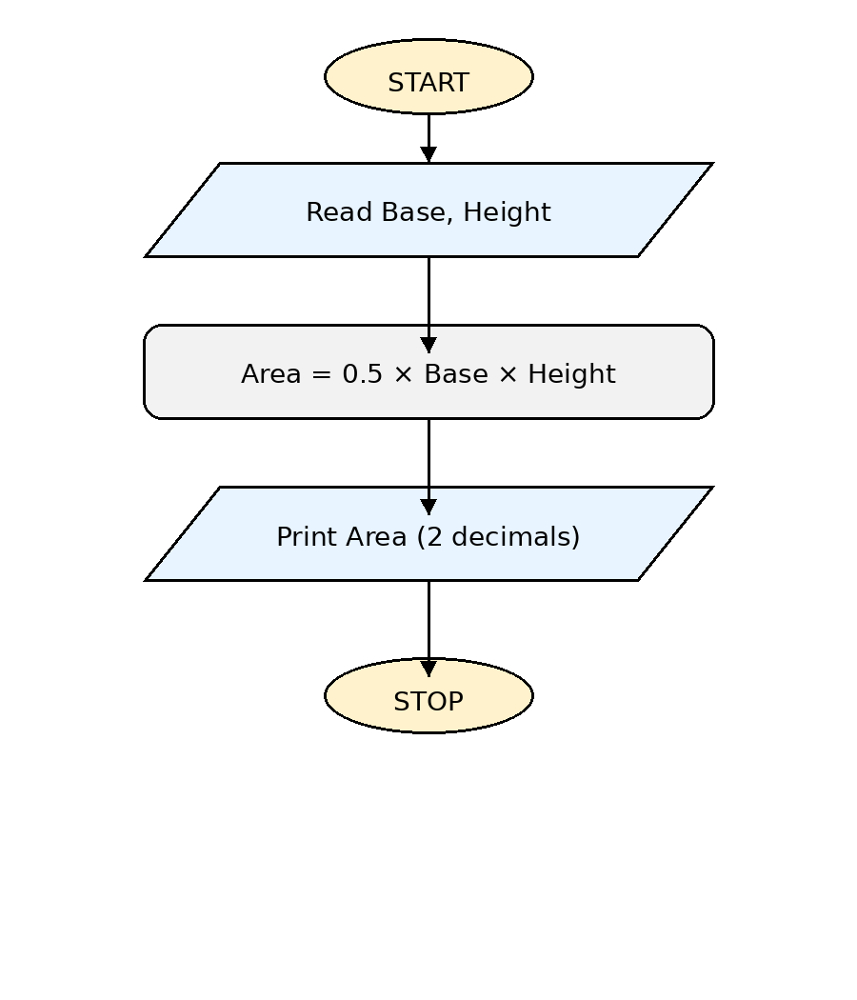 START
Read Base, Height
Area = 0.5 × Base × Height
Print Area (2 decimals)
STOP